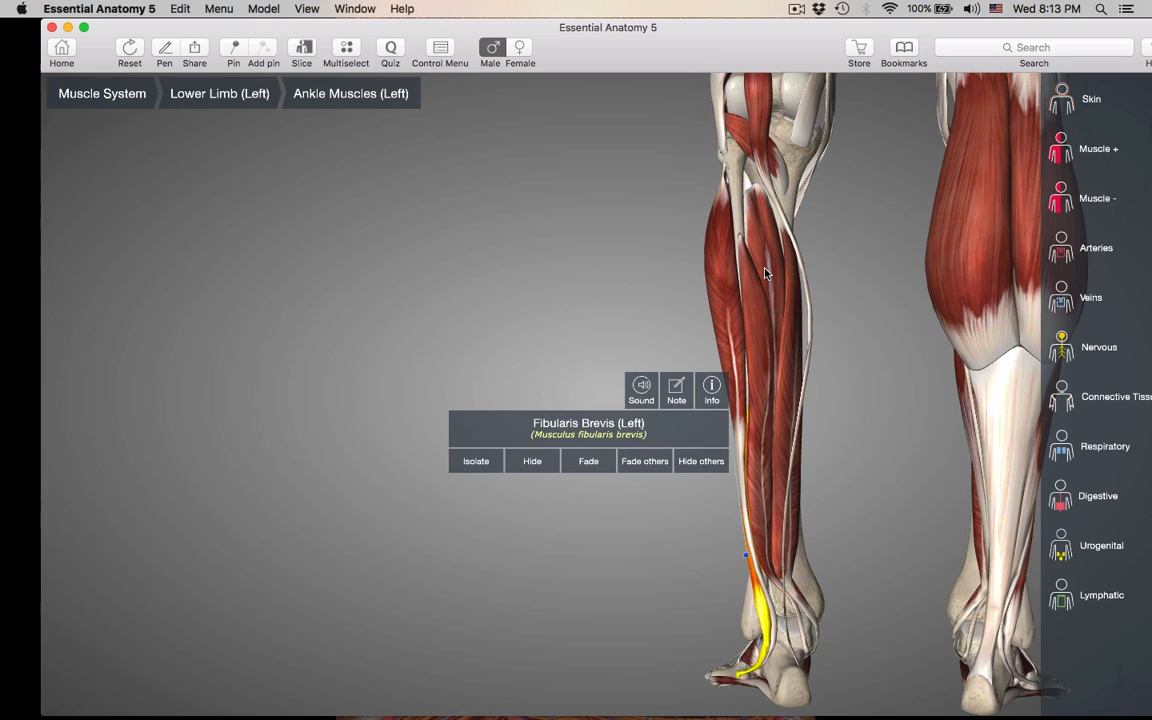 Essential Anatomy 5 Edit Menu Model View Window Help 100% Wed 8:13 PM
Essential Anatomy 5
Home Reset Pen Share Pin Add pin Slice Multiselect Quiz Control Menu Male Female Store Bookmarks Search
Search
Muscle System Lower Limb (Left) Ankle Muscles (Left)
Skin
Muscle +
Muscle -
Arteries
Veins
Nervous
Sound Note Info
Connective
Fibularis Brevis (Left)
(Musculus fibularis brevis)
Respiratory
Isolate Hide Fade Fade others Hide others
Digestive
Urogenital
Lymphatic